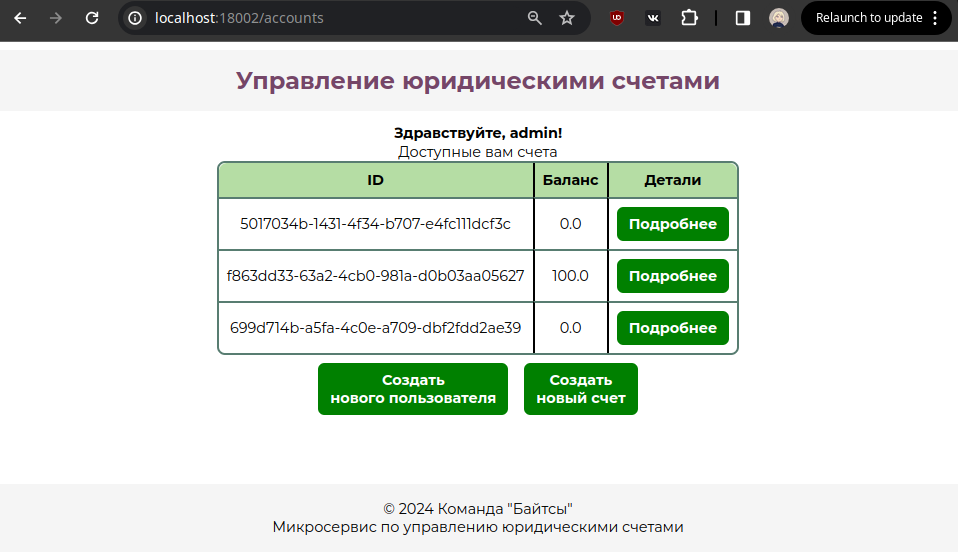 localhost:18002/accounts
Relaunch to update
Управление юридическими счетами
Здравствуйте, admin!
Доступные вам счета
ID Баланс Детали
5017034b-1431-4f34-b707-e4fc111dcf3c 0.0 Подробнее
f863dd33-63a2-4cb0-981a-d0b03aa05627 100.0 Подробнее
699d714b-a5fa-4c0e-a709-dbf2fdd2ae39 0.0 Подробнее
Создать
нового пользователя
Создать
новый счет
© 2024 Команда "Байтсы"
Микросервис по управлению юридическими счетами